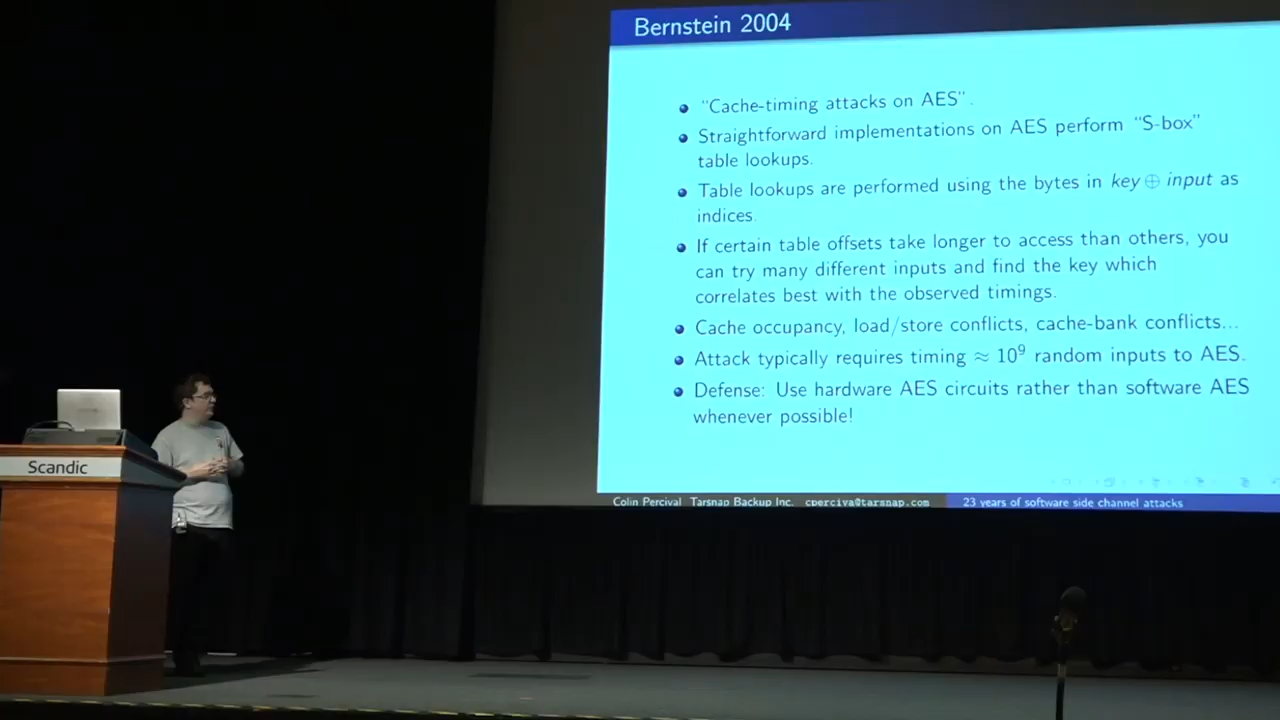 Bernstein 2004
“Cache-timing attacks on AES”.
Straightforward implementations on AES perform “S-box”
table lookups.
Table lookups are performed using the bytes in key ⊕ input as
indices.
If certain table offsets take longer to access than others, you
can try many different inputs and find the key which
correlates best with the observed timings.
Cache occupancy, load/store conflicts, cache-bank conflicts...
Attack typically requires timing ≈ 10⁹ random inputs to AES.
Defense: Use hardware AES circuits rather than software AES
whenever possible!
Colin Percival Tarsnap Backup Inc. cperciva@tarsnap.com 23 years of software side channel attacks
Scandic